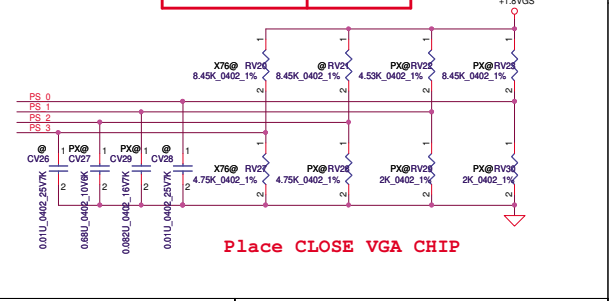 +1.8VGS
1 1 1 1
X76@ RV20 @ RV21 PX@ RV22 PX@ RV23
8.45K_0402_1% 8.45K_0402_1% 4.53K_0402_1% 8.45K_0402_1%
2 2 2 2
PS_0
PS_1
PS_2
PS_3
@ PX@ PX@ @
CV26 CV27 CV29 CV28
1 1 1 1
2 2 2 2
0.01U_0402_25V7K
0.68U_0402_10V6K
0.082U_0402_16V7K
0.01U_0402_25V7K
1 1 1 1
X76@ RV27 PX@ RV28 PX@ RV29 PX@ RV30
4.75K_0402_1% 4.75K_0402_1% 2K_0402_1% 2K_0402_1%
2 2 2 2
Place CLOSE VGA CHIP